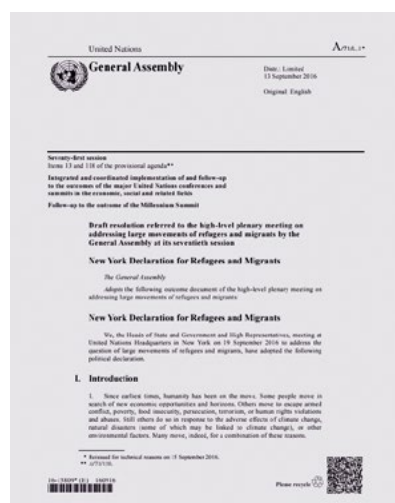 United Nations
A/71/L.1*
General Assembly
Distr.: Limited
13 September 2016
Original: English
Seventy-first session
Items 13 and 118 of the provisional agenda**
Integrated and coordinated implementation of and follow-up
to the outcomes of the major United Nations conferences and
summits in the economic, social and related fields
Follow-up to the outcome of the Millennium Summit
Draft resolution referred to the high-level plenary meeting on
addressing large movements of refugees and migrants by the
General Assembly at its seventieth session
New York Declaration for Refugees and Migrants
The General Assembly
Adopts the following outcome document of the high-level plenary meeting on
addressing large movements of refugees and migrants:
New York Declaration for Refugees and Migrants
We, the Heads of State and Government and High Representatives, meeting at
United Nations Headquarters in New York on 19 September 2016 to address the
question of large movements of refugees and migrants, have adopted the following
political declaration.
I. Introduction
1. Since earliest times, humanity has been on the move. Some people move in
search of new economic opportunities and horizons. Others move to escape armed
conflict, poverty, food insecurity, persecution, terrorism, or human rights violations
and abuses. Still others do so in response to the adverse effects of climate change,
natural disasters (some of which may be linked to climate change), or other
environmental factors. Many move, indeed, for a combination of these reasons.
* Reissued for technical reasons on 15 September 2016.
** A/71/150.
Please recycle